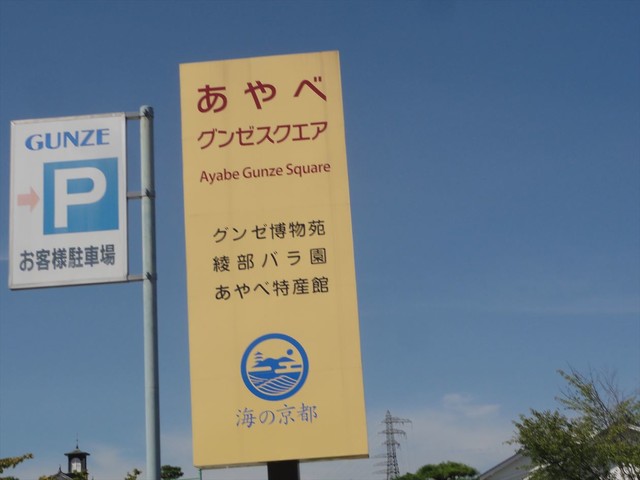 GUNZE
P
お客様駐車場
あやべ
グンゼスクエア
Ayabe Gunze Square
グンゼ博物苑
綾部バラ園
あやべ特産館
海の京都